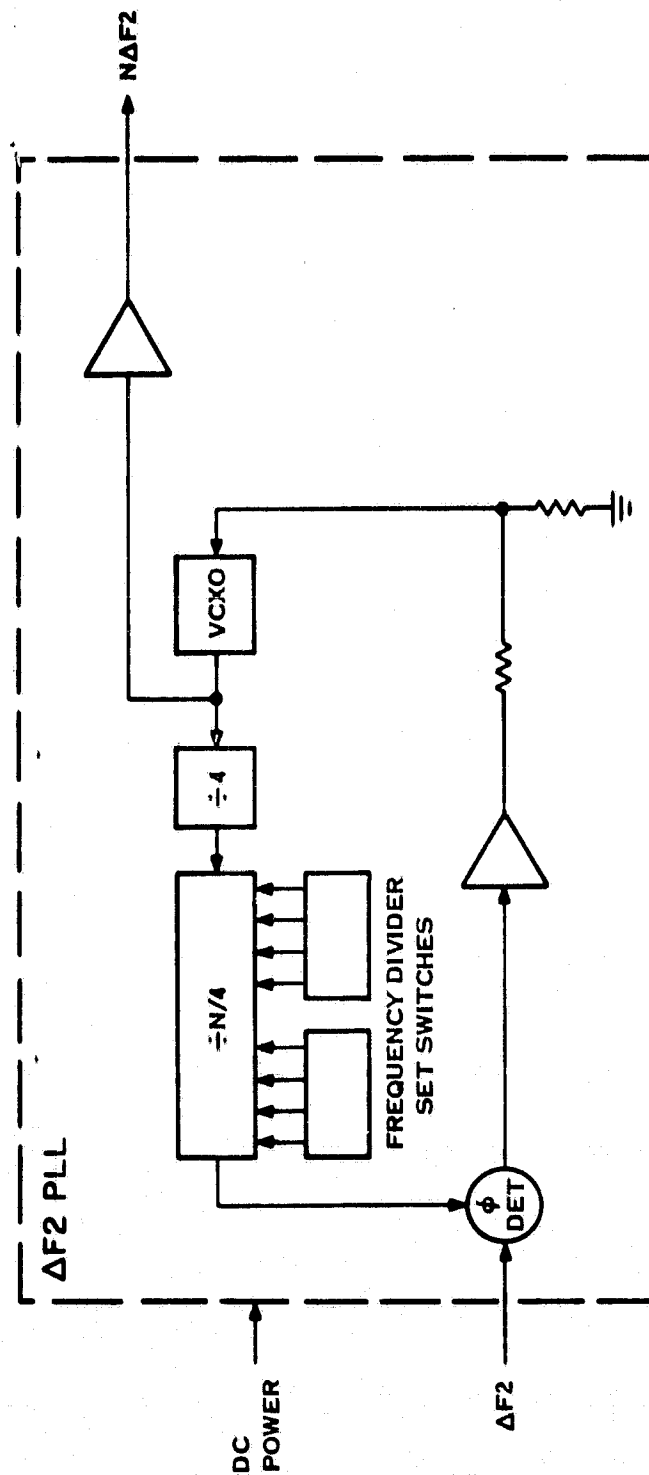 ΔF2 PLL
NΔF2
VCXO
÷4
÷N/4
FREQUENCY DIVIDER
SET SWITCHES
φ
DET
DC
POWER
ΔF2